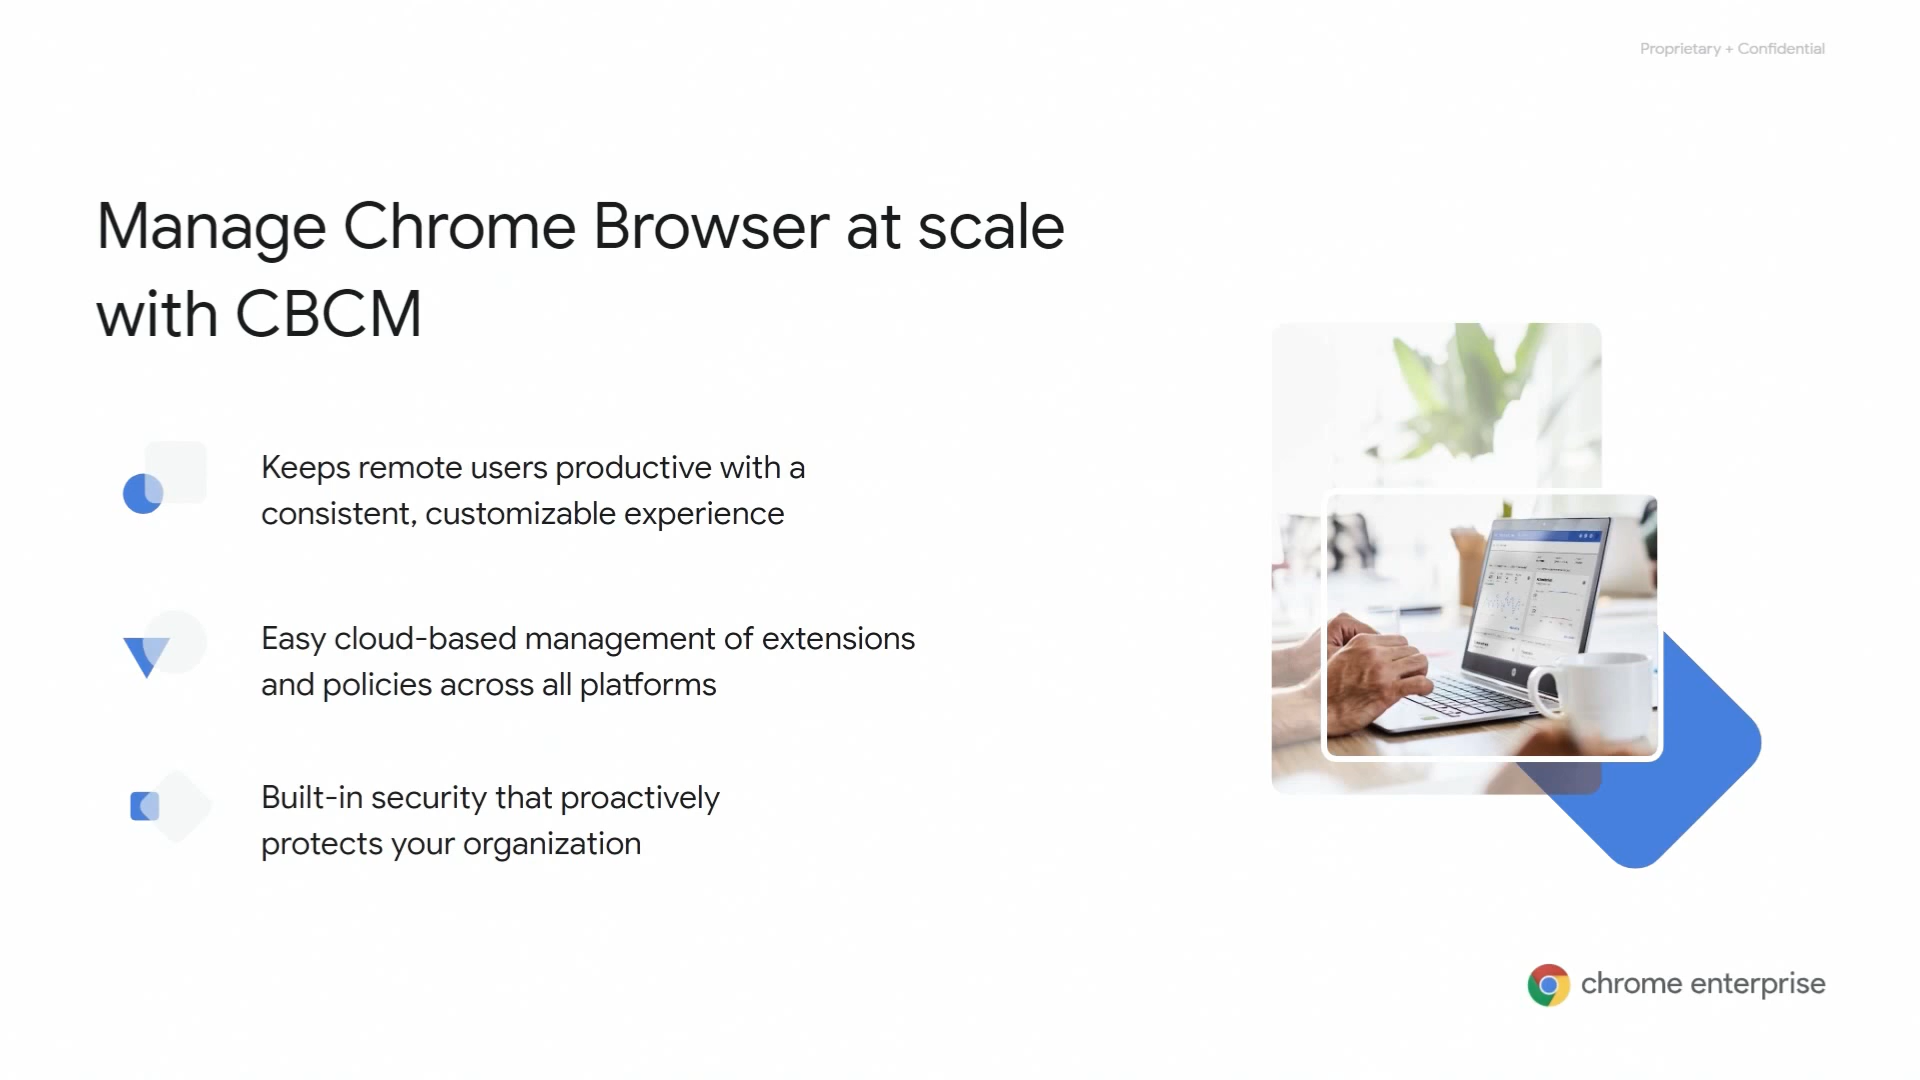 Proprietary + Confidential
Manage Chrome Browser at scale
with CBCM
Keeps remote users productive with a
consistent, customizable experience
Easy cloud-based management of extensions
and policies across all platforms
Built-in security that proactively
protects your organization
chrome enterprise